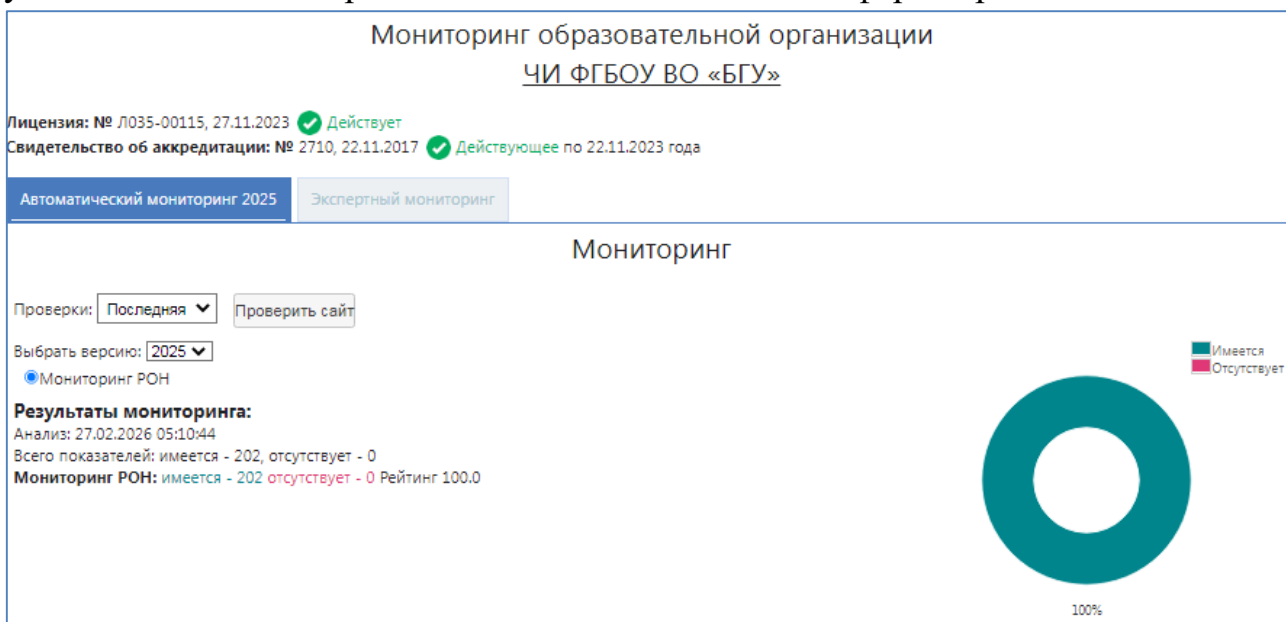 Мониторинг образовательной организации
ЧИ ФГБОУ ВО «БГУ»
Лицензия: № Л035-00115, 27.11.2023 Действует
Свидетельство об аккредитации: № 2710, 22.11.2017 Действующее по 22.11.2023 года
Автоматический мониторинг 2025 Экспертный мониторинг
Мониторинг
Проверки: Последняя Проверить сайт
Выбрать версию: 2025
Мониторинг РОН
Имеется
Отсутствует
Результаты мониторинга:
Анализ: 27.02.2026 05:10:44
Всего показателей: имеется - 202, отсутствует - 0
Мониторинг РОН: имеется - 202 отсутствует - 0 Рейтинг 100.0
100%